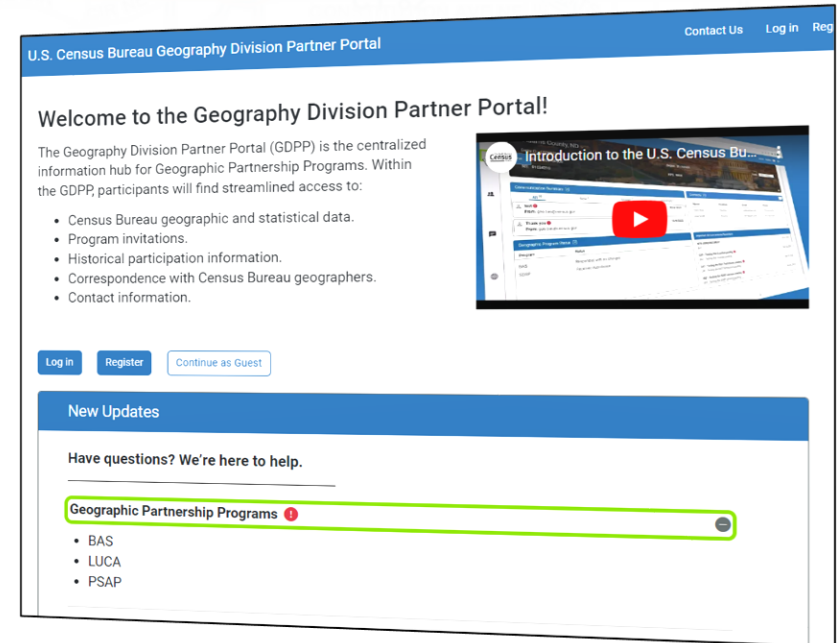 U.S. Census Bureau Geography Division Partner Portal
Contact Us Log in Reg
Welcome to the Geography Division Partner Portal!
The Geography Division Partner Portal (GDPP) is the centralized
information hub for Geographic Partnership Programs. Within
the GDPP, participants will find streamlined access to:
• Census Bureau geographic and statistical data.
• Program invitations.
• Historical participation information.
• Correspondence with Census Bureau geographers.
• Contact information.
Census
Introduction to the U.S. Census Bu...
Log in Register Continue as Guest
New Updates
Have questions? We're here to help.
Geographic Partnership Programs
• BAS
• LUCA
• PSAP